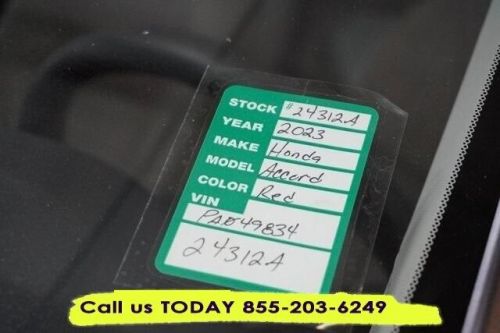 STOCK #24312A
YEAR 2023
MAKE Honda
MODEL Accord
COLOR Red
VIN
PA049834
24312A
Call us TODAY 855-203-6249